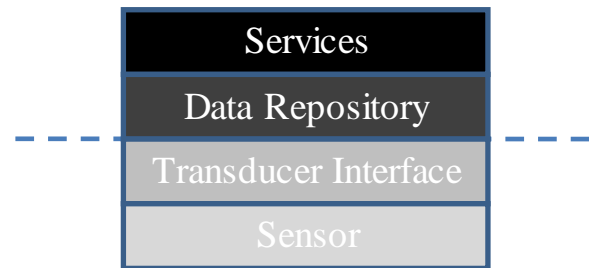 Services
Data Repository
Transducer Interface
Sensor